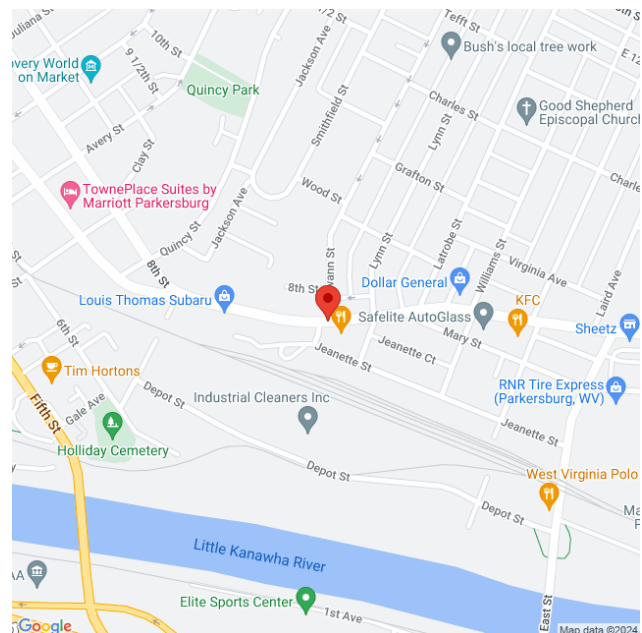 Juliana St
10th St
9 1/2th St
overy World
on Market
Quincy Park
Jackson Ave
Tefft St
Bush's local tree work
E 12
Smithfield St
Lynn St
Charles St
Good Shepherd
Episcopal Church
Avery St
Clay St
Grafton St
Charles
Wood St
TownePlace Suites by
Marriott Parkersburg
Jackson Ave
Quincy St
Latrobe St
Williams St
Virginia Ave
Lynn St
8th St
8th St
Dollar General
Laird Ave
Louis Thomas Subaru
Safelite AutoGlass
KFC
Mary St
Sheetz
6th St
Jeanette Ct
Jeanette St
Tim Hortons
Depot St
Industrial Cleaners Inc
RNR Tire Express
(Parkersburg, WV)
Gale Ave
Fifth St
Jeanette St
Holliday Cemetery
Depot St
West Virginia Polo
Depot St
Little Kanawha River
AA
Elite Sports Center
1st Ave
East St
Google
Map data ©2024